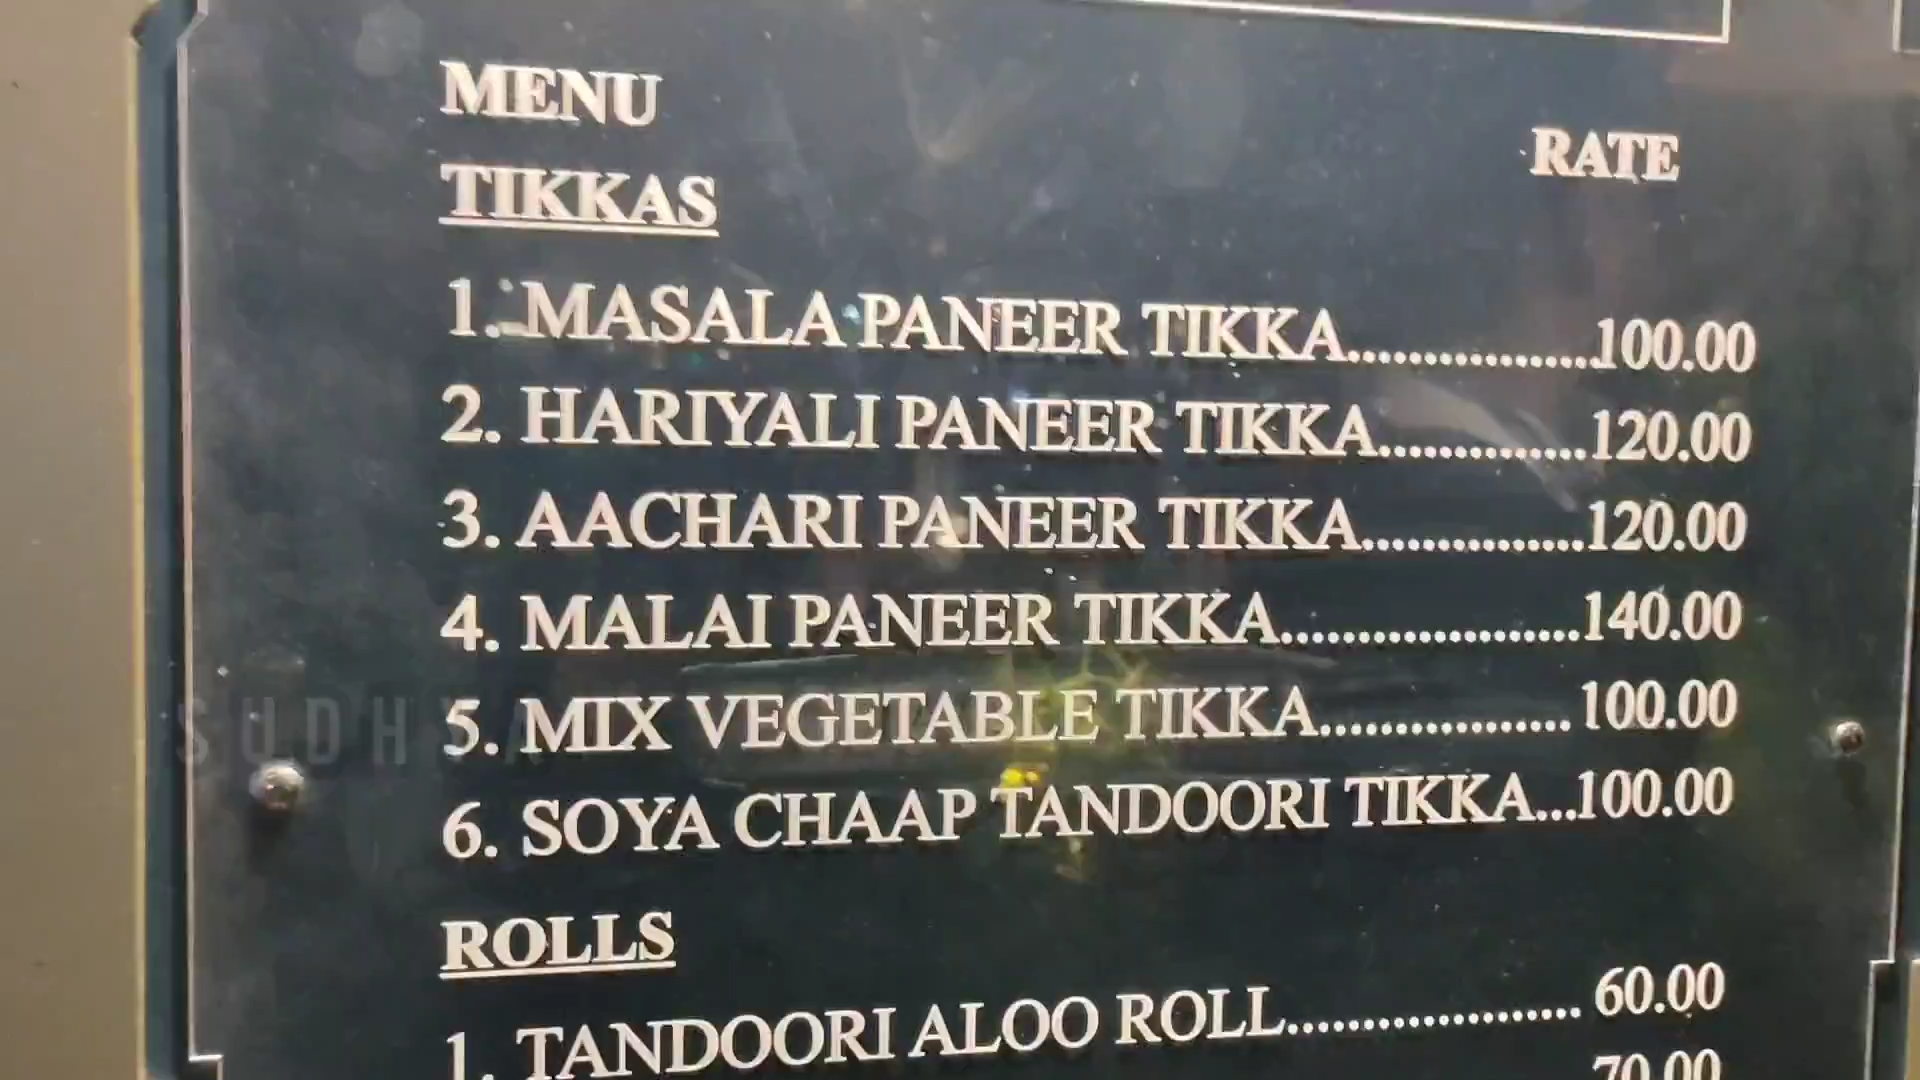 MENU
RATE
TIKKAS
1. MASALA PANEER TIKKA................100.00
2. HARIYALI PANEER TIKKA..............120.00
3. AACHARI PANEER TIKKA...............120.00
4. MALAI PANEER TIKKA....................140.00
5. MIX VEGETABLE TIKKA................. 100.00
6. SOYA CHAAP TANDOORI TIKKA...100.00
ROLLS
1. TANDOORI ALOO ROLL.................... 60.00
70.00